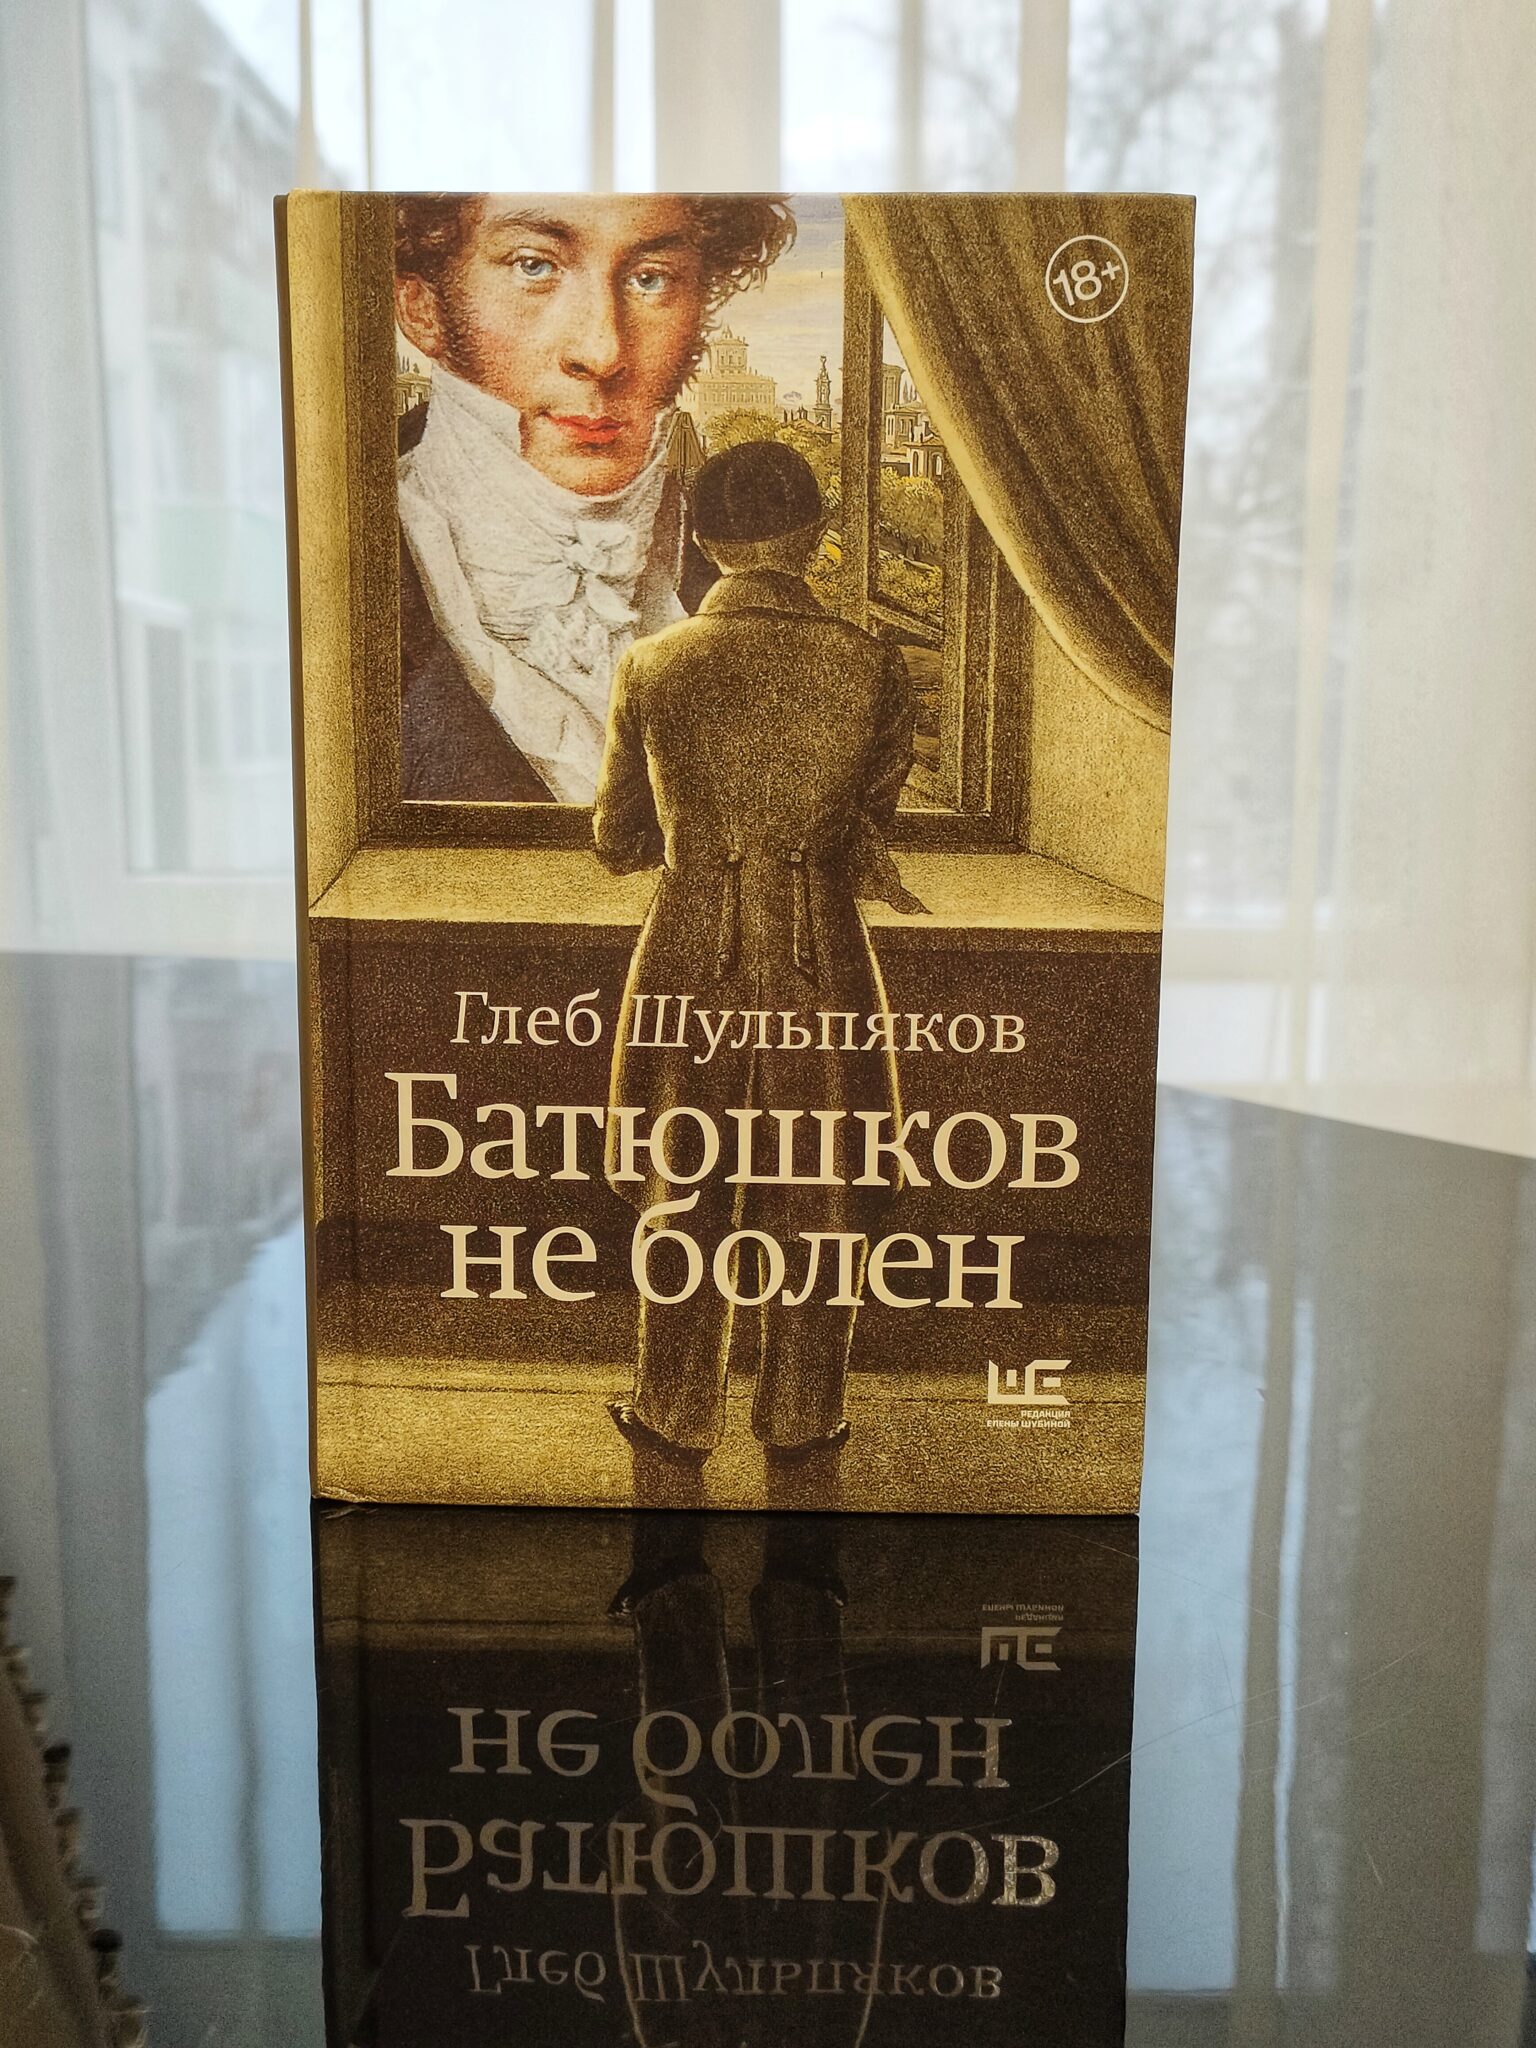 18+
Глеб Шульпяков
Батюшков
не болен
РЕДАКЦИЯ
ЕЛЕНЫ ШУБИНОЙ